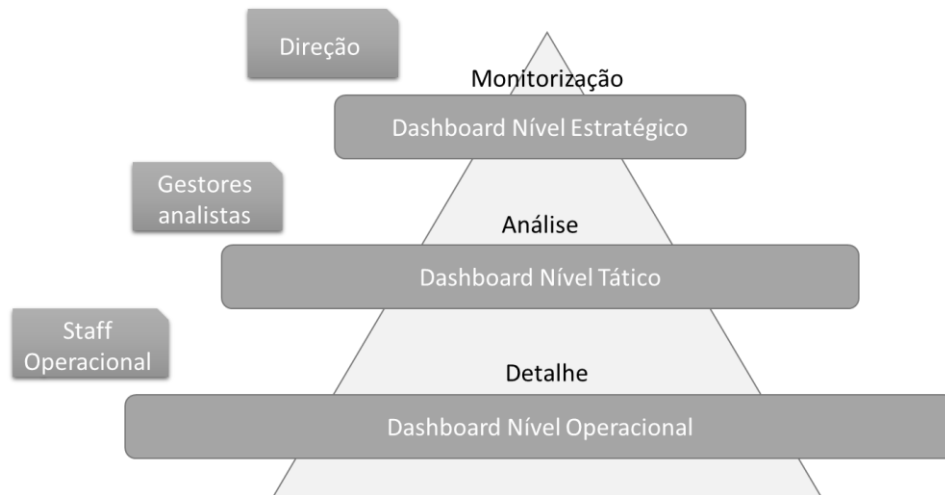 Direção
Monitorização
Dashboard Nível Estratégico
Gestores
analistas
Análise
Dashboard Nível Tático
Staff
Operacional
Detalhe
Dashboard Nível Operacional